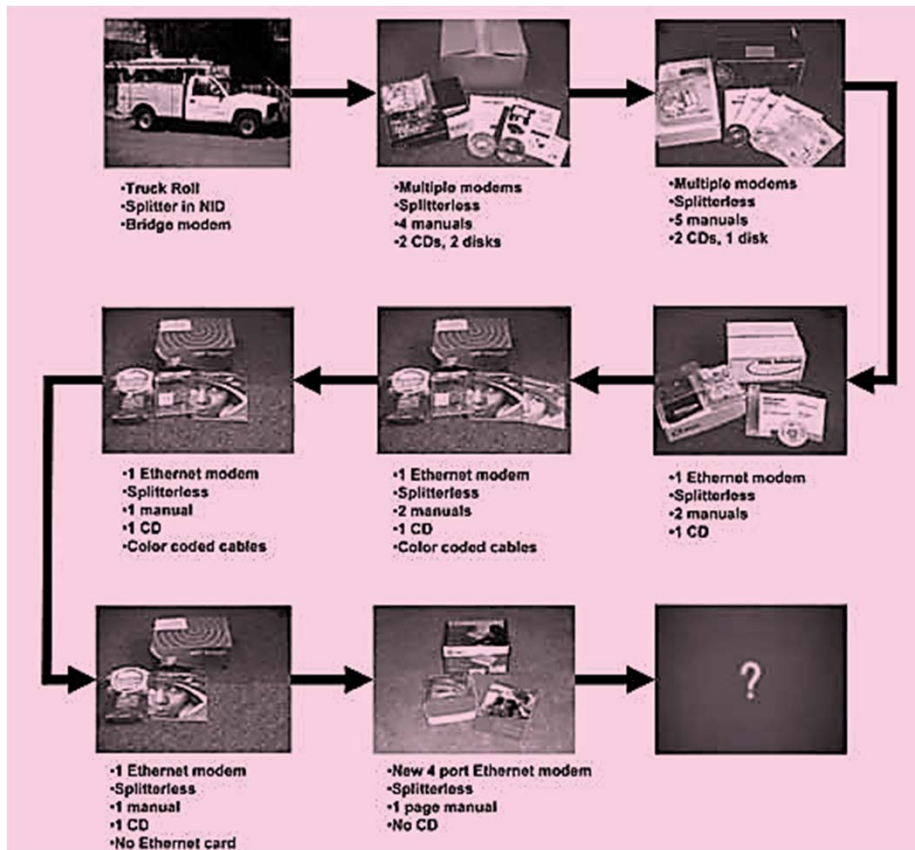 •Truck Roll
•Splitter in NID
•Bridge modem
•Multiple modems
•Splitterless
•4 manuals
•2 CDs, 2 disks
•Multiple modems
•Splitterless
•5 manuals
•2 CDs, 1 disk
•1 Ethernet modem
•Splitterless
•1 manual
•1 CD
•Color coded cables
•1 Ethernet modem
•Splitterless
•2 manuals
•1 CD
•Color coded cables
•1 Ethernet modem
•Splitterless
•2 manuals
•1 CD
•1 Ethernet modem
•Splitterless
•1 manual
•1 CD
•No Ethernet card
•New 4 port Ethernet modem
•Splitterless
•1 page manual
•No CD
?